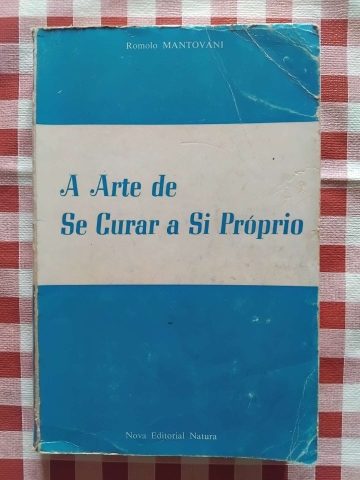 Romolo MANTOVANI
A Arte de
Se Curar a Si Próprio
Nova Editorial Natura